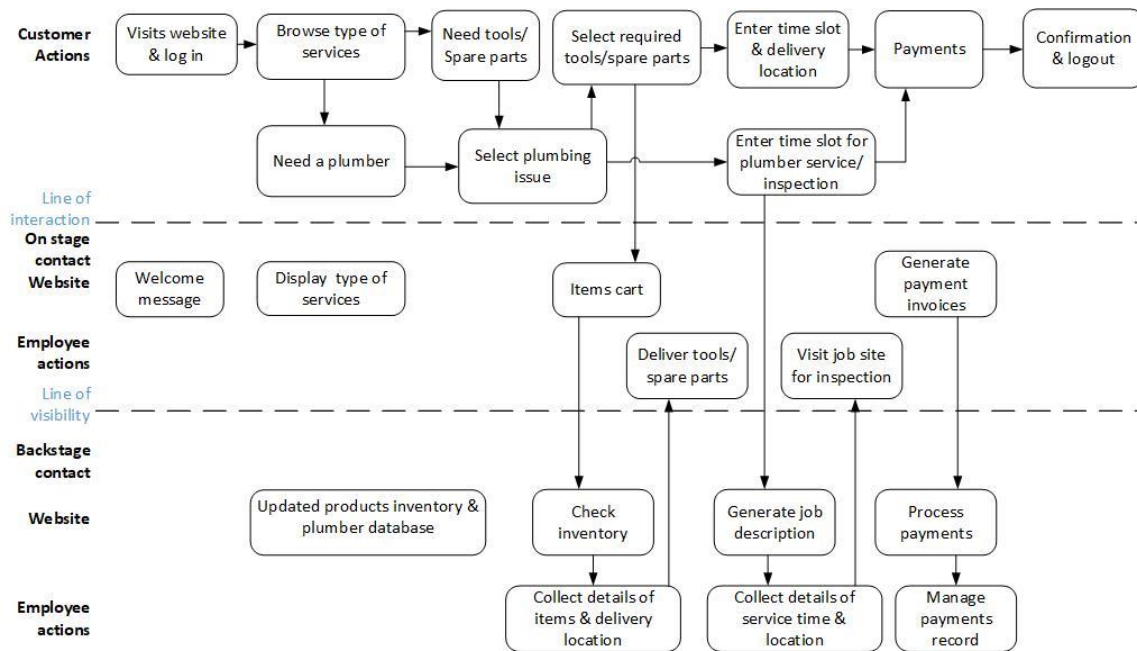 Customer
Actions
Visits website
& log in
Browse type of
services
Need tools/
Spare parts
Select required
tools/spare parts
Enter time slot
& delivery
location
Payments
Confirmation
& logout
Need a plumber
Select plumbing
issue
Enter time slot for
plumber service/
inspection
Line of
interaction
On stage
contact
Website
Welcome
message
Display type of
services
Items cart
Generate
payment
invoices
Employee
actions
Deliver tools/
spare parts
Visit job site
for inspection
Line of
visibility
Backstage
contact
Website
Updated products inventory &
plumber database
Check
inventory
Generate job
description
Process
payments
Employee
actions
Collect details of
items & delivery
location
Collect details of
service time &
location
Manage
payments
record